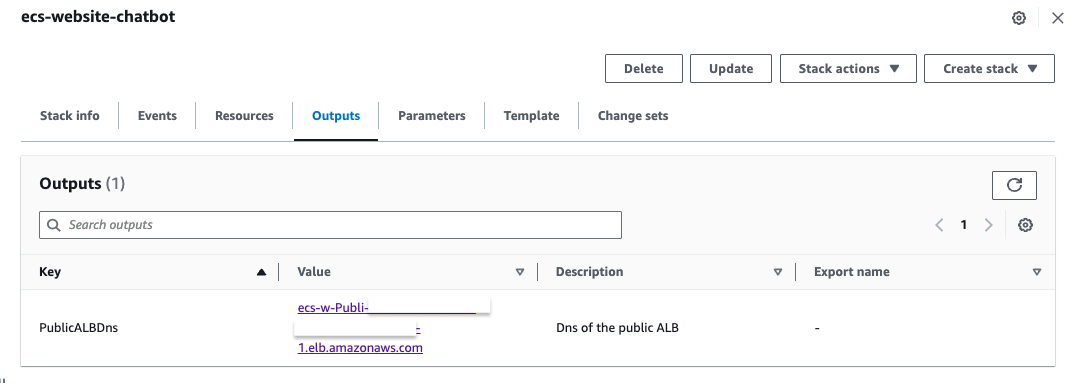 ecs-website-chatbot
Delete
Update
Stack actions
Create stack
Stack info
Events
Resources
Outputs
Parameters
Template
Change sets
Outputs (1)
Search outputs
1
Key
Value
Description
Export name
PublicALBDns
ecs-w-Publi-
-
1.elb.amazonaws.com
Dns of the public ALB
-